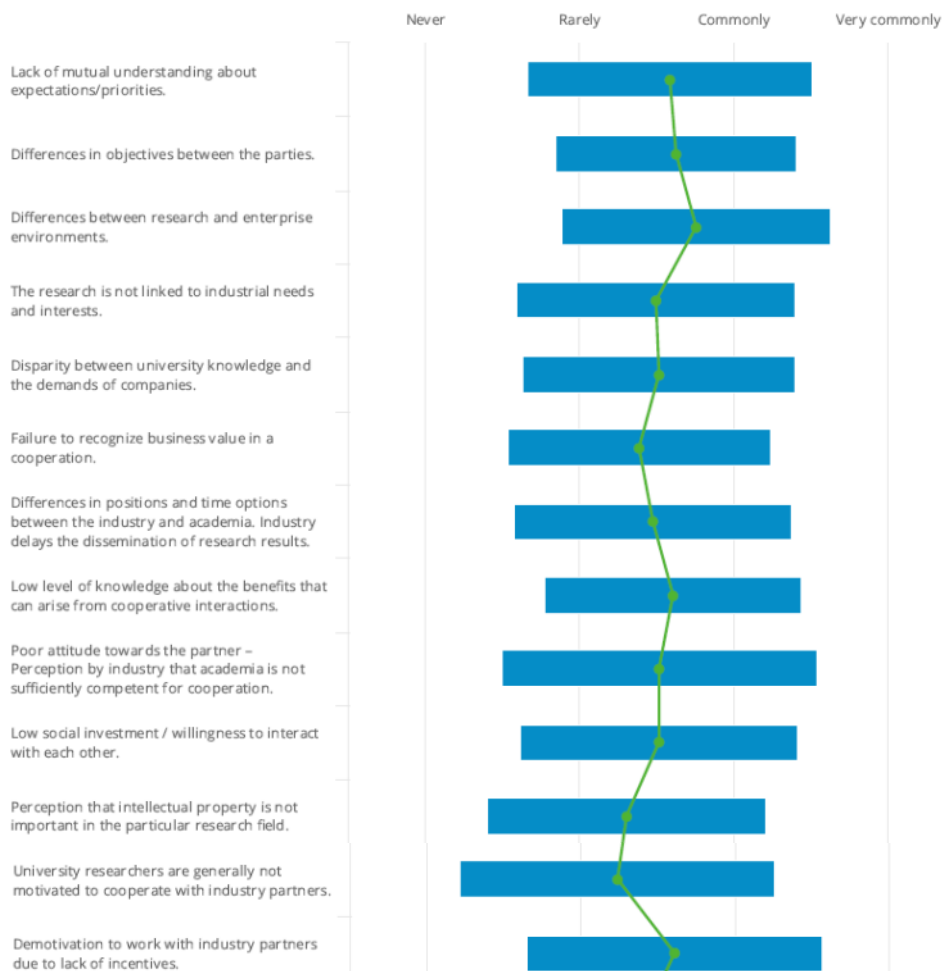 Never Rarely Commonly Very commonly
Lack of mutual understanding about
expectations/priorities.
Differences in objectives between the parties.
Differences between research and enterprise
environments.
The research is not linked to industrial needs
and interests.
Disparity between university knowledge and
the demands of companies.
Failure to recognize business value in a
cooperation.
Differences in positions and time options
between the industry and academia. Industry
delays the dissemination of research results.
Low level of knowledge about the benefits that
can arise from cooperative interactions.
Poor attitude towards the partner –
Perception by industry that academia is not
sufficiently competent for cooperation.
Low social investment / willingness to interact
with each other.
Perception that intellectual property is not
important in the particular research field.
University researchers are generally not
motivated to cooperate with industry partners.
Demotivation to work with industry partners
due to lack of incentives.